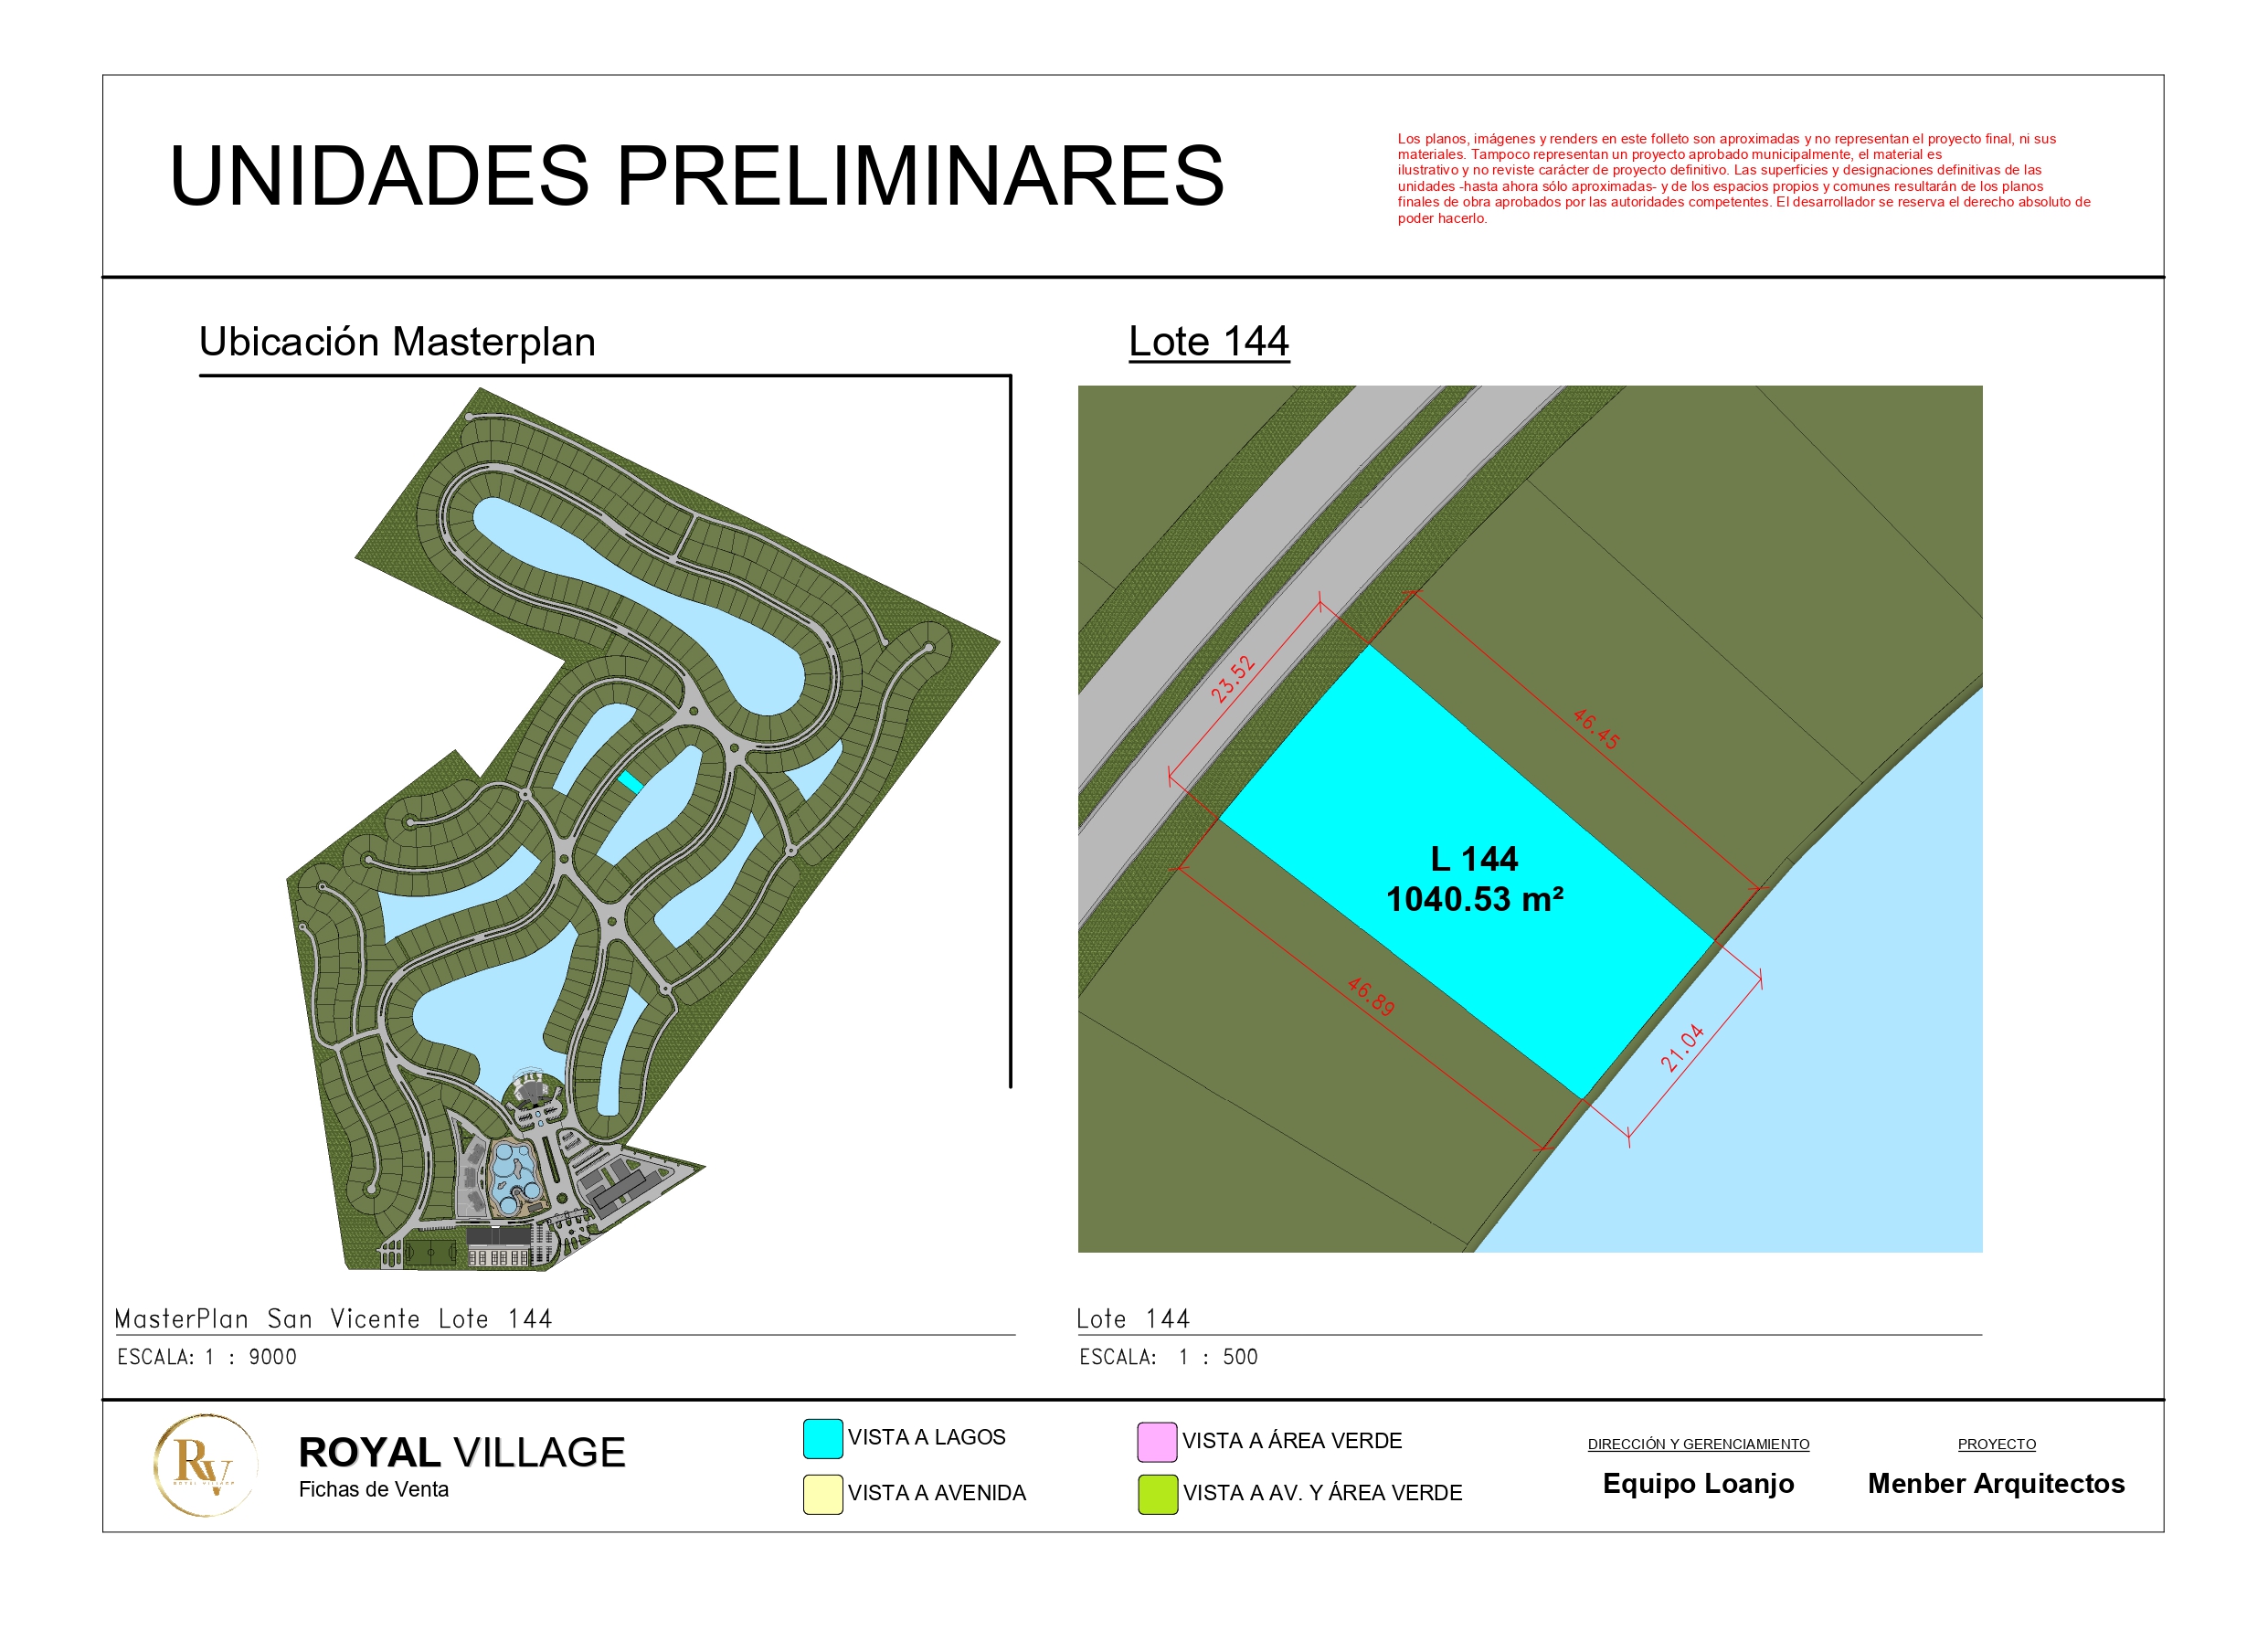 UNIDADES PRELIMINARES
Los planos, imágenes y renders en este folleto son aproximadas y no representan el proyecto final, ni sus
materiales. Tampoco representan un proyecto aprobado municipalmente, el material es
ilustrativo y no reviste carácter de proyecto definitivo. Las superficies y designaciones definitivas de las
unidades -hasta ahora sólo aproximadas- y de los espacios propios y comunes resultarán de los planos
finales de obra aprobados por las autoridades competentes. El desarrollador se reserva el derecho absoluto de
poder hacerlo.
Ubicación Masterplan
Lote 144
23.52
46.45
L 144
1040.53 m²
46.89
21.04
MasterPlan San Vicente Lote 144
ESCALA: 1 : 9000
Lote 144
ESCALA: 1 : 500
RV
ROYAL VILLAGE
ROYAL VILLAGE
Fichas de Venta
VISTA A LAGOS
VISTA A AVENIDA
VISTA A ÁREA VERDE
VISTA A AV. Y ÁREA VERDE
DIRECCIÓN Y GERENCIAMIENTO
Equipo Loanjo
PROYECTO
Menber Arquitectos